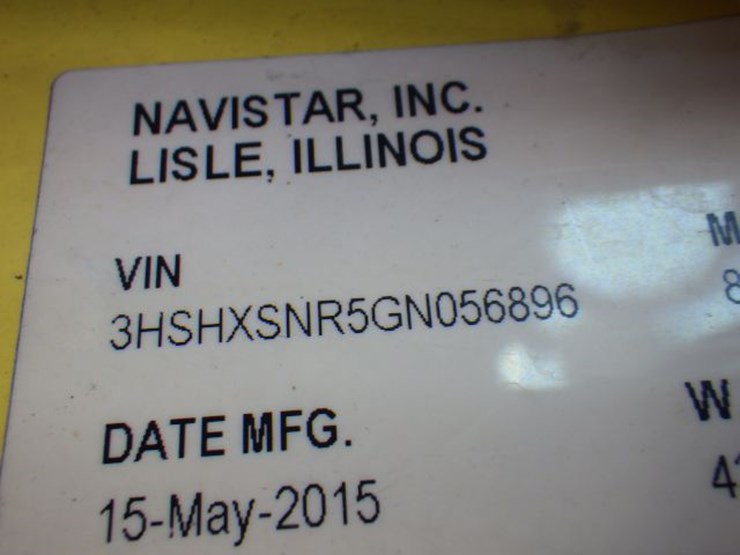 NAVISTAR, INC.
LISLE, ILLINOIS
VIN
3HSHXSNR5GN056896
DATE MFG.
15-May-2015